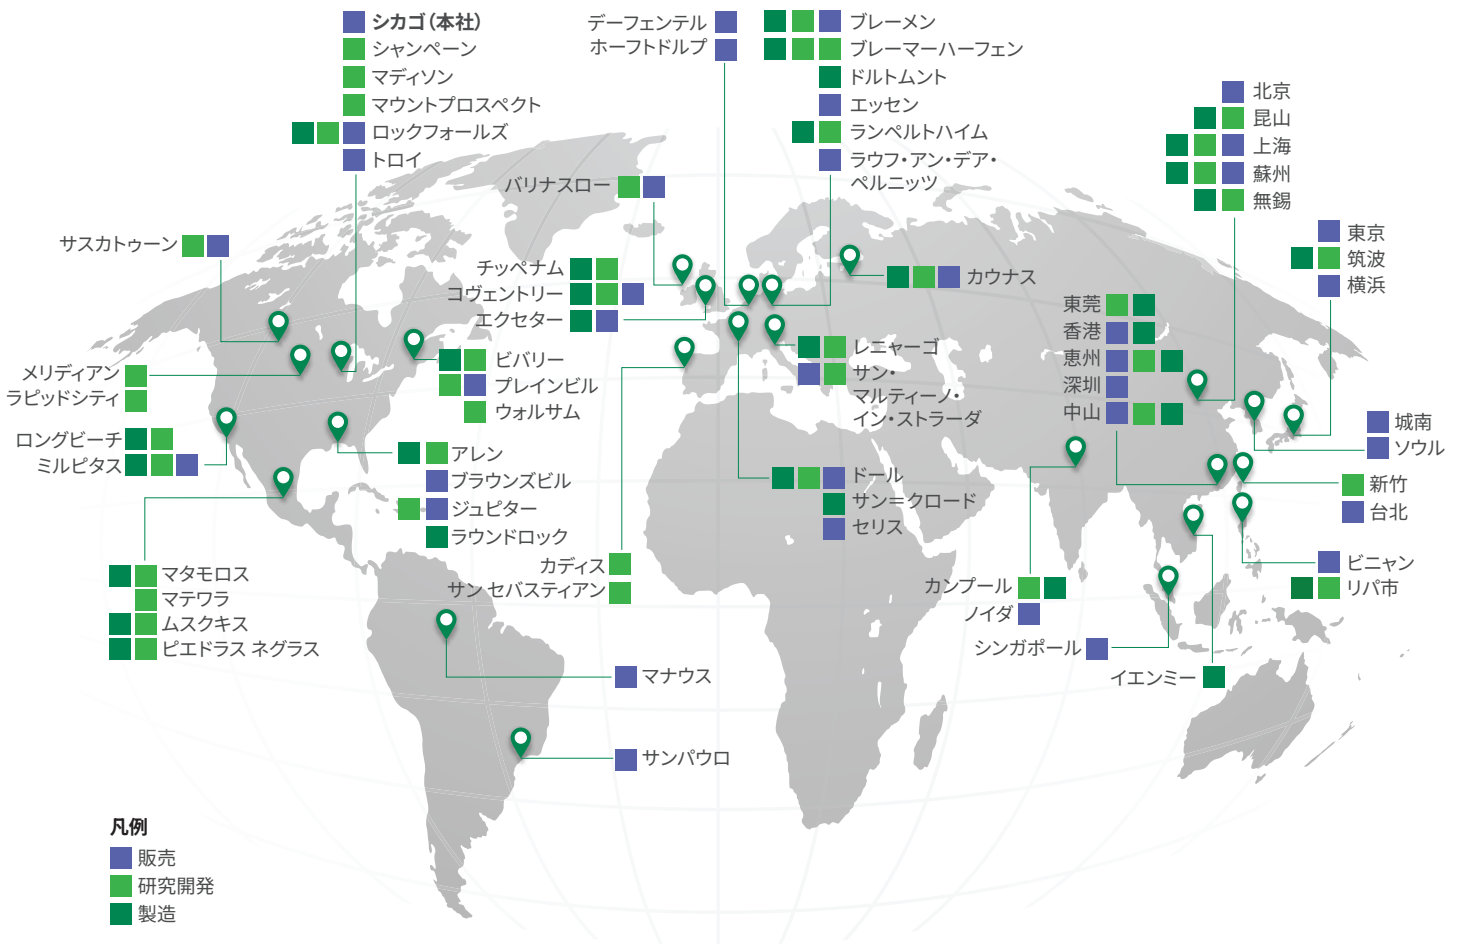 シカゴ（本社）
シャンペーン
マディソン
マウントプロスペクト
ロックフォールズ
トロイ
デーフェンテル
ホーフトドルプ
ブレーメン
ブレーマーハーフェン
ドルトムント
エッセン
ランペルトハイム
ラウフ・アン・デア・
ペルニッツ
北京
昆山
上海
蘇州
無錫
バリナスロー
東京
筑波
横浜
サスカトゥーン
チッペナム
コヴェントリー
エクセター
カウナス
東莞
香港
恵州
深圳
中山
メリディアン
ラピッドシティ
ビバリー
プレインビル
ウォルサム
レニャーゴ
サン・
マルティーノ・
イン・ストラーダ
城南
ソウル
ロングビーチ
ミルピタス
アレン
ブラウンズビル
ジュピター
ラウンドロック
ドール
サン＝クロード
セリス
新竹
台北
カディス
サン セバスティアン
マタモロス
マテワラ
ムスクキス
ピエドラス ネグラス
カンプール
ノイダ
ビニャン
リパ市
シンガポール
イエンミー
マナウス
サンパウロ
凡例
販売
研究開発
製造